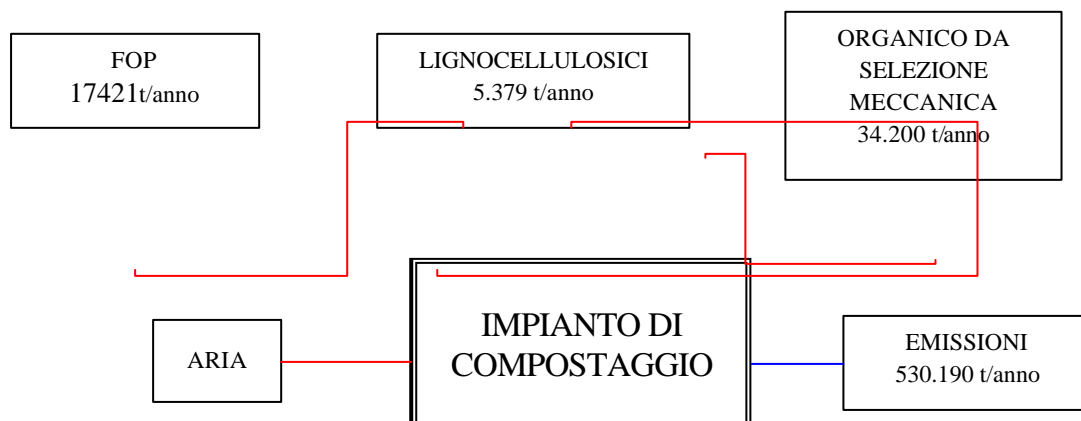 FOP
17421t/anno
LIGNOCELLULOSICI
5.379 t/anno
ORGANICO DA
SELEZIONE
MECCANICA
34.200 t/anno
ARIA
IMPIANTO DI
COMPOSTAGGIO
EMISSIONI
530.190 t/anno